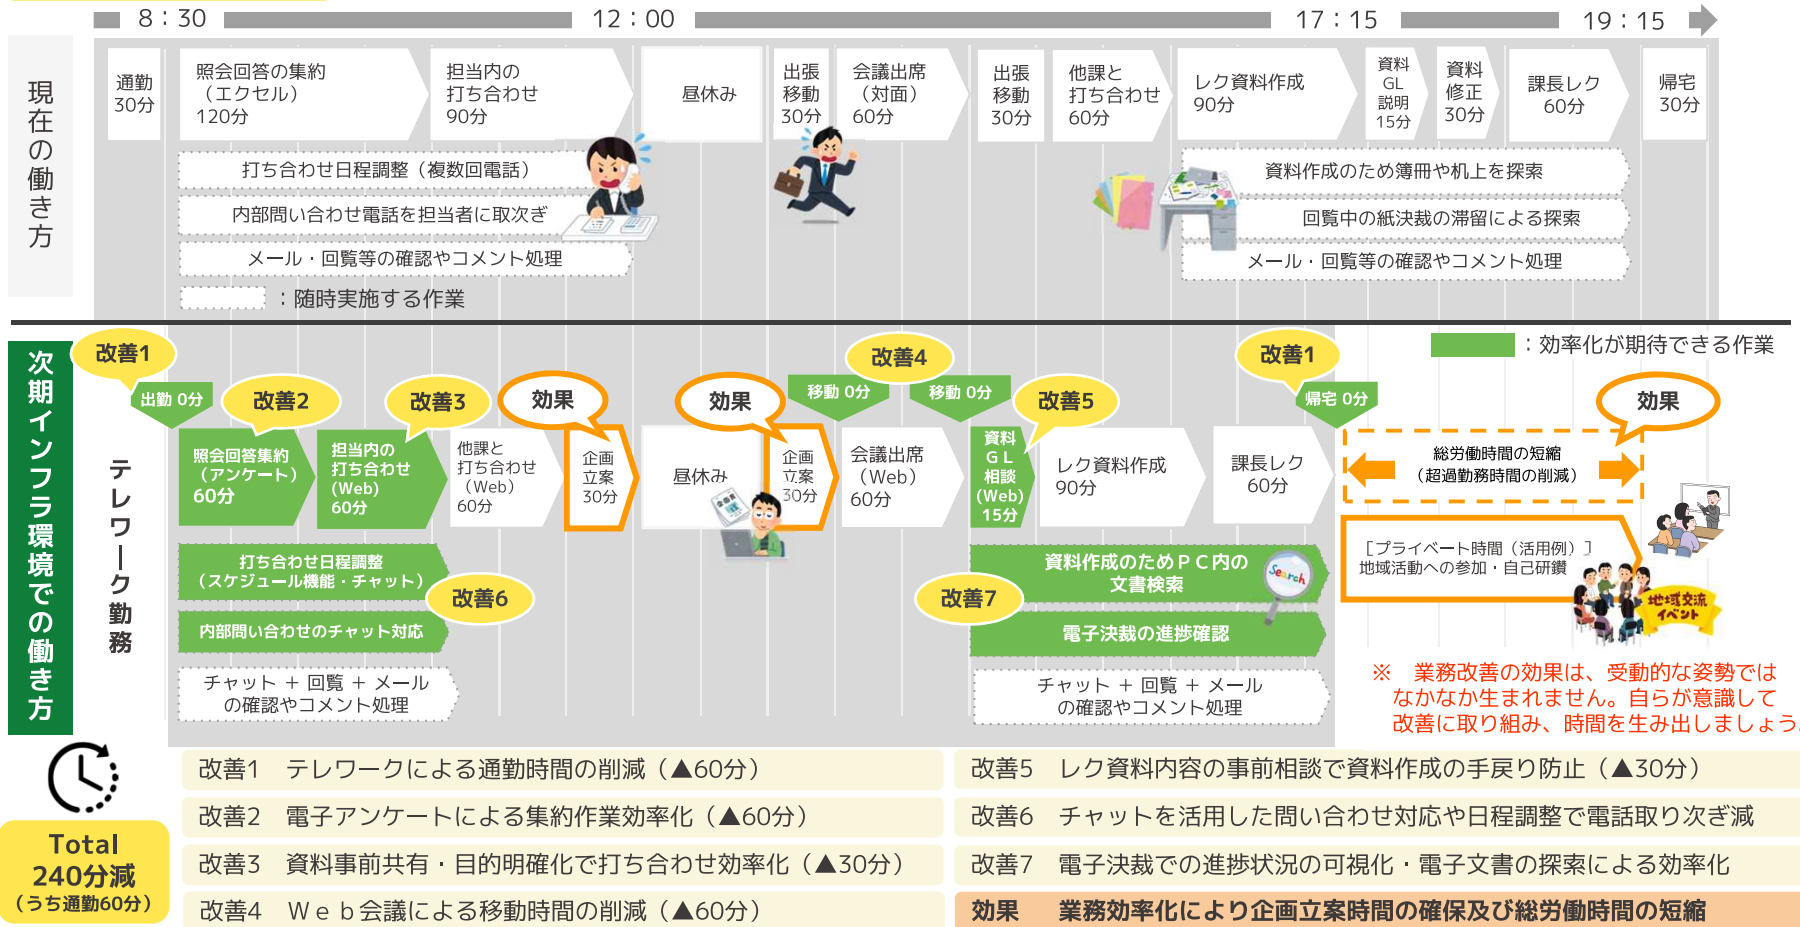 8：30
12：00
17：15
19：15
現在の働き方
通勤
30分
照会回答の集約
（エクセル）
120分
担当内の
打ち合わせ
90分
昼休み
出張
移動
30分
会議出席
（対面）
60分
出張
移動
30分
他課と
打ち合わせ
60分
レク資料作成
90分
資料
GL
説明
15分
資料
修正
30分
課長レク
60分
帰宅
30分
打ち合わせ日程調整（複数回電話）
内部問い合わせ電話を担当者に取次ぎ
メール・回覧等の確認やコメント処理
：随時実施する作業
資料作成のため簿冊や机上を探索
回覧中の紙決裁の滞留による探索
メール・回覧等の確認やコメント処理
次期インフラ環境での働き方
テレワーク勤務
改善1
出勤 0分
改善2
改善3
効果
効果
改善4
移動 0分
移動 0分
改善5
改善1
帰宅 0分
：効率化が期待できる作業
効果
照会回答集約
（アンケート）
60分
担当内の
打ち合わせ
(Web)
60分
他課と
打ち合わせ
（Web）
60分
企画
立案
30分
昼休み
企画
立案
30分
会議出席
（Web）
60分
資料
ＧＬ
相談
(Web)
15分
レク資料作成
90分
課長レク
60分
総労働時間の短縮
（超過勤務時間の削減）
［プライベート時間（活用例）］
地域活動への参加・自己研鑽
地域交流
イベント
打ち合わせ日程調整
（スケジュール機能・チャット）
改善6
内部問い合わせのチャット対応
チャット + 回覧 + メール
の確認やコメント処理
改善7
資料作成のためＰＣ内の
文書検索
Search
電子決裁の進捗確認
チャット + 回覧 + メール
の確認やコメント処理
※　業務改善の効果は、受動的な姿勢では
なかなか生まれません。自らが意識して
改善に取り組み、時間を生み出しましょう。
Total
240分減
（うち通勤60分）
改善1　テレワークによる通勤時間の削減（▲60分）
改善2　電子アンケートによる集約作業効率化（▲60分）
改善3　資料事前共有・目的明確化で打ち合わせ効率化（▲30分）
改善4　Ｗｅｂ会議による移動時間の削減（▲60分）
改善5　レク資料内容の事前相談で資料作成の手戻り防止（▲30分）
改善6　チャットを活用した問い合わせ対応や日程調整で電話取り次ぎ減
改善7　電子決裁での進捗状況の可視化・電子文書の探索による効率化
効果　業務効率化により企画立案時間の確保及び総労働時間の短縮